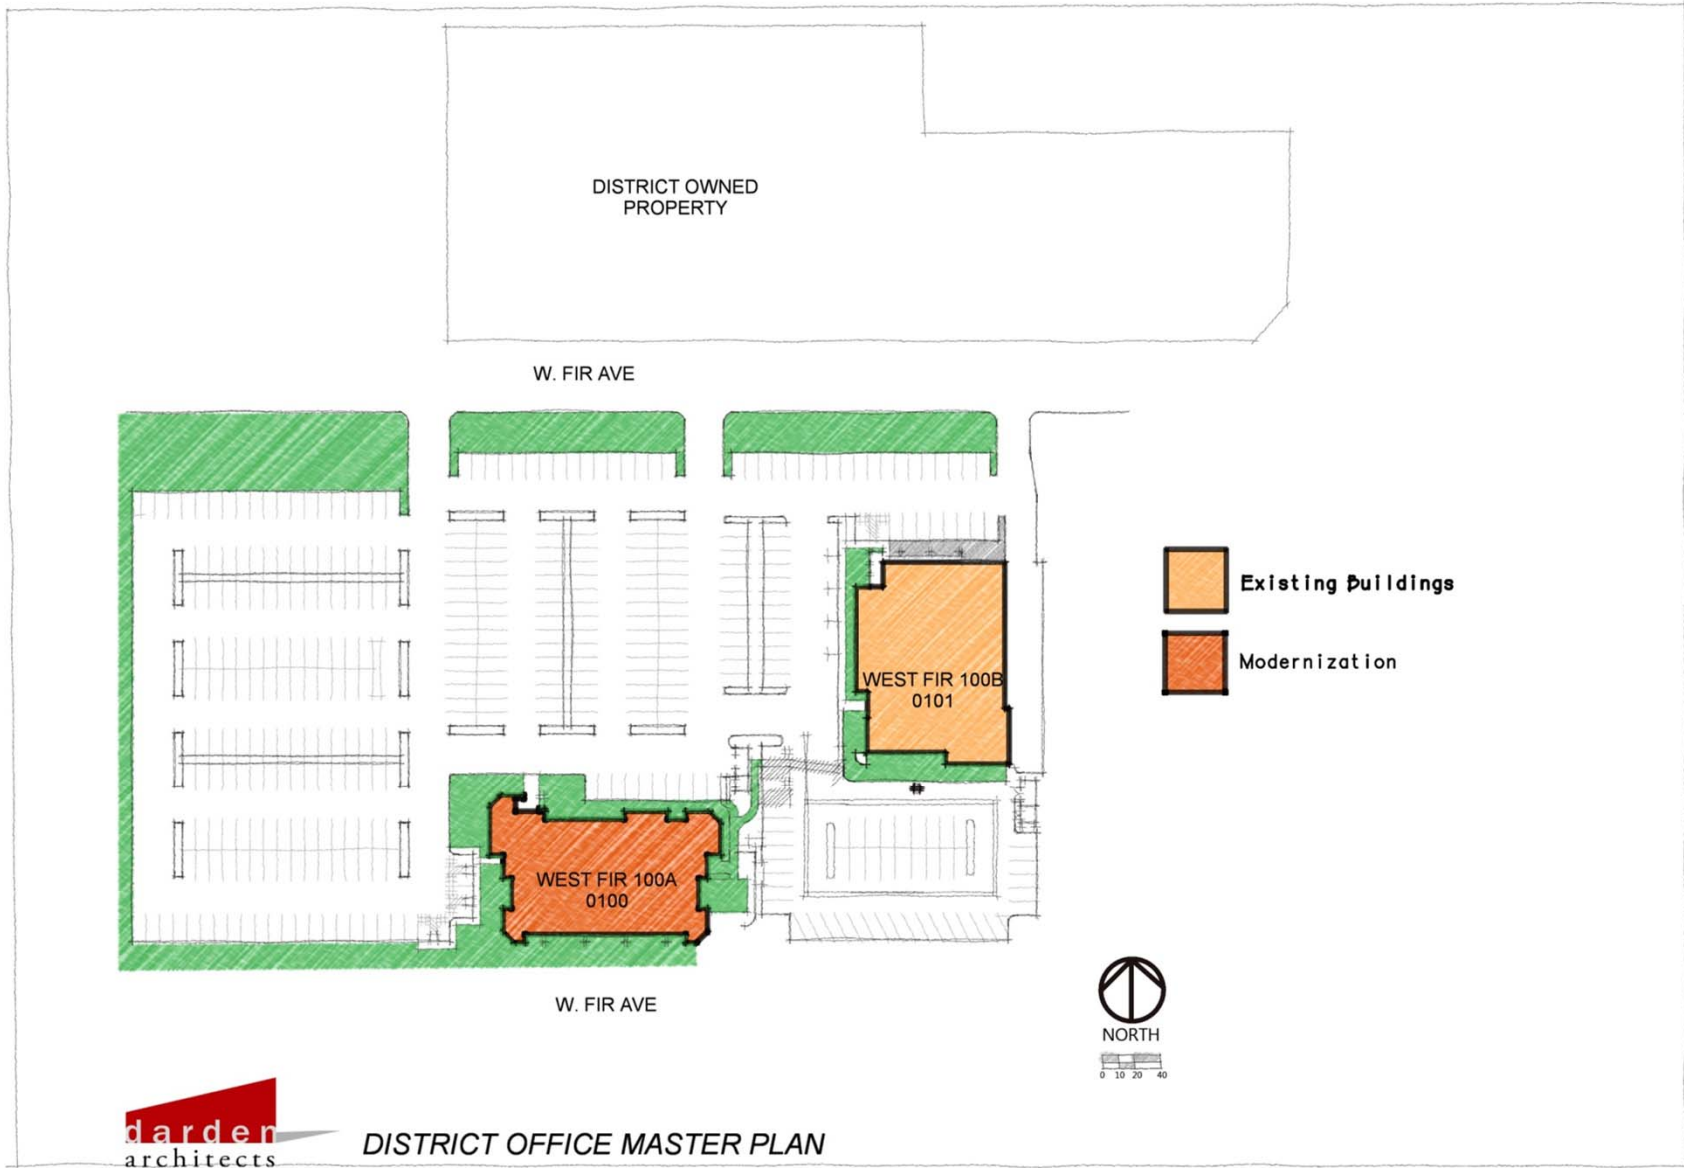 DISTRICT OWNED
PROPERTY
W. FIR AVE
WEST FIR 100B
0101
Existing Buildings
Modernization
WEST FIR 100A
0100
W. FIR AVE
NORTH
0 10 20 40
darden
architects
DISTRICT OFFICE MASTER PLAN